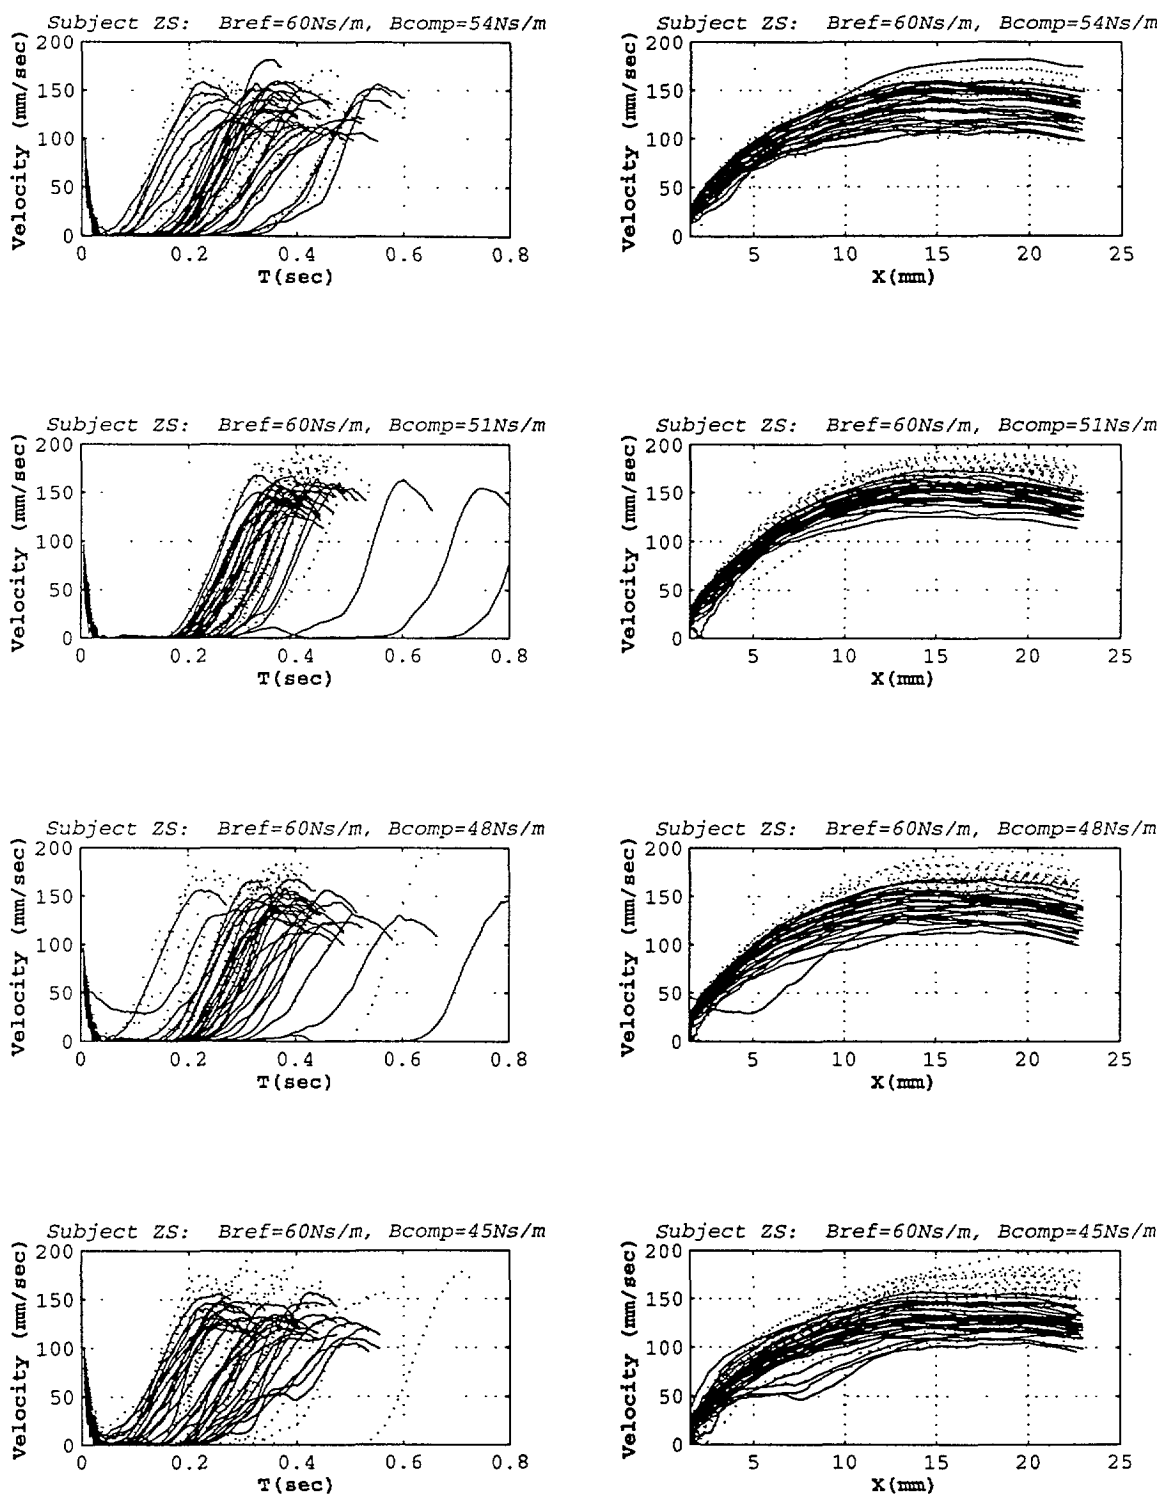 Subject ZS: Bref=60Ns/m, Bcomp=54Ns/m
200
150
100
50
0
Velocity (mm/sec)
0 0.2 0.4 0.6 0.8
T(sec)
Subject ZS: Bref=60Ns/m, Bcomp=54Ns/m
200
150
100
50
0
Velocity (mm/sec)
5 10 15 20 25
X(mm)
Subject ZS: Bref=60Ns/m, Bcomp=51Ns/m
200
150
100
50
0
Velocity (mm/sec)
0 0.2 0.4 0.6 0.8
T(sec)
Subject ZS: Bref=60Ns/m, Bcomp=51Ns/m
200
150
100
50
0
Velocity (mm/sec)
5 10 15 20 25
X(mm)
Subject ZS: Bref=60Ns/m, Bcomp=48Ns/m
200
150
100
50
0
Velocity (mm/sec)
0 0.2 0.4 0.6 0.8
T(sec)
Subject ZS: Bref=60Ns/m, Bcomp=48Ns/m
200
150
100
50
0
Velocity (mm/sec)
5 10 15 20 25
X(mm)
Subject ZS: Bref=60Ns/m, Bcomp=45Ns/m
200
150
100
50
0
Velocity (mm/sec)
0 0.2 0.4 0.6 0.8
T(sec)
Subject ZS: Bref=60Ns/m, Bcomp=45Ns/m
200
150
100
50
0
Velocity (mm/sec)
5 10 15 20 25
X(mm)